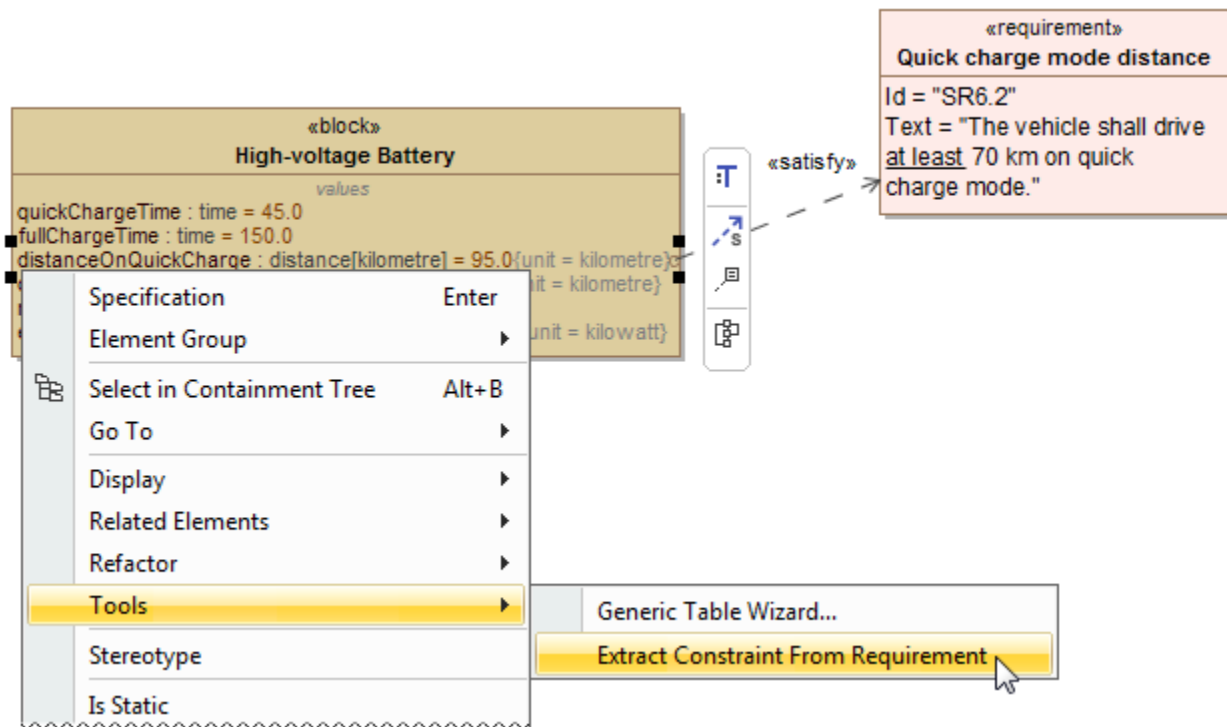 «requirement»
Quick charge mode distance
Id = "SR6.2"
Text = "The vehicle shall drive
at least 70 km on quick
charge mode."
«block»
High-voltage Battery
values
quickChargeTime : time = 45.0
fullChargeTime : time = 150.0
distanceOnQuickCharge : distance[kilometre] = 95.0{unit = kilometre}
= kilometre}
unit = kilowatt}
:T
S
«satisfy»
Specification Enter
Element Group
Select in Containment Tree Alt+B
Go To
Display
Related Elements
Refactor
Tools
Stereotype
Is Static
Generic Table Wizard...
Extract Constraint From Requirement